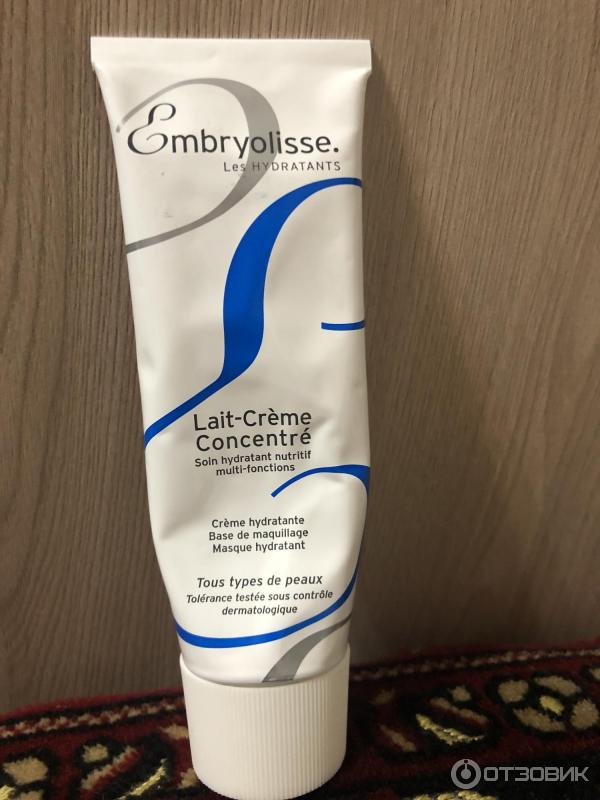 Embryolisse.
Les HYDRATANTS
Lait-Crème
Concentré
Soin hydratant nutritif
multi-fonctions
Crème hydratante
Base de maquillage
Masque hydratant
Tous types de peaux
Tolérance testée sous contrôle
dermatologique
ОТЗОВИК